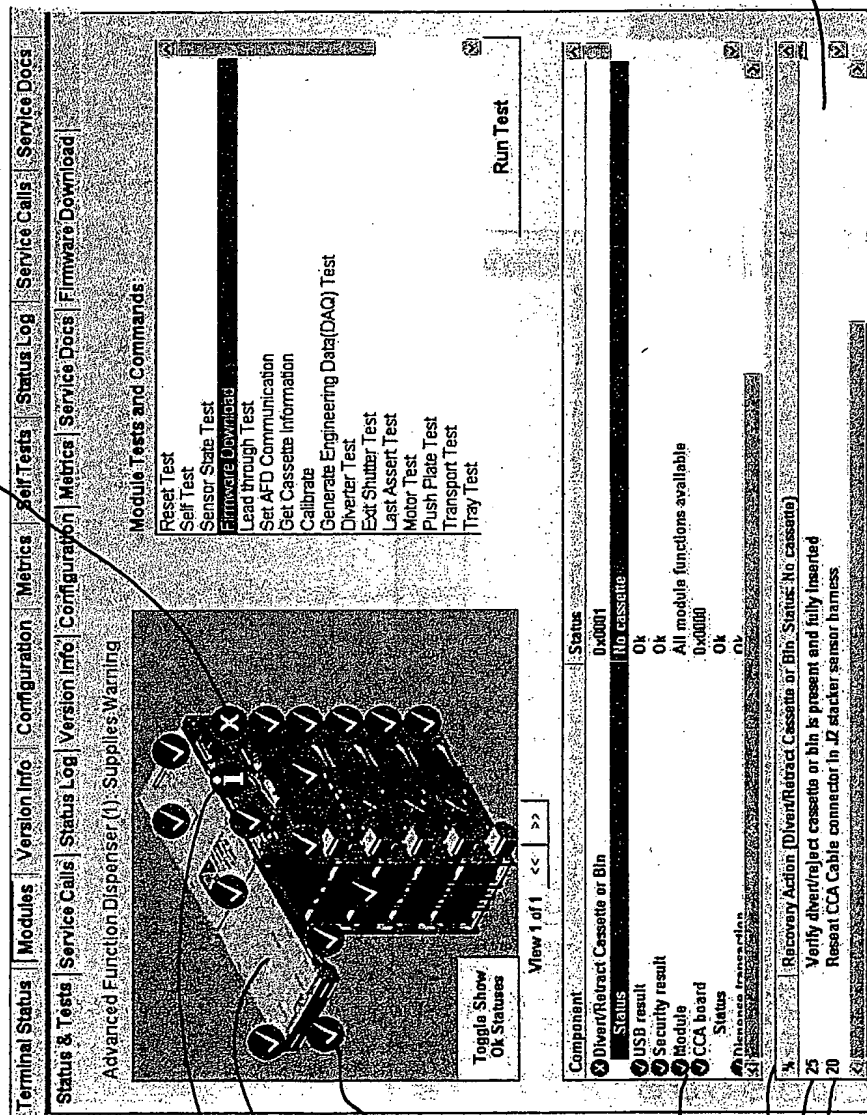 Terminal Status Modules Version Info Configuration Metrics Self Tests Status Log Service Calls Service Docs
Status & Tests Service Calls Status Log Version Info Configuration Metrics Service Docs Firmware Download
Advanced Function Dispenser (1) - Supplies Warning
Toggle Show
Ok Statuses
View 1 of 1 << >>
Module Tests and Commands:
Reset Test
Self Test
Sensor State Test
Firmware Download
Lead through Test
Set AFD Communication
Get Cassette Information
Calibrate
Generate Engineering Data(DAQ) Test
Diverter Test
Exit Shutter Test
Last Assert Test
Motor Test
Push Plate Test
Transport Test
Tray Test
Run Test
Component Status
Divert/Retract Cassette or Bin 0x0001
Status No cassette
USB result Ok
Security result Ok
Module All module functions available
CCA board 0x0000
Status Ok
Dispense transaction Ok
% Recovery Action [Divert/Retract Cassette or Bin Status: No cassette]
25 Verify divert/reject cassette or bin is present and fully inserted
20 Reseat CCA Cable connector in J2 stacker sensor harness